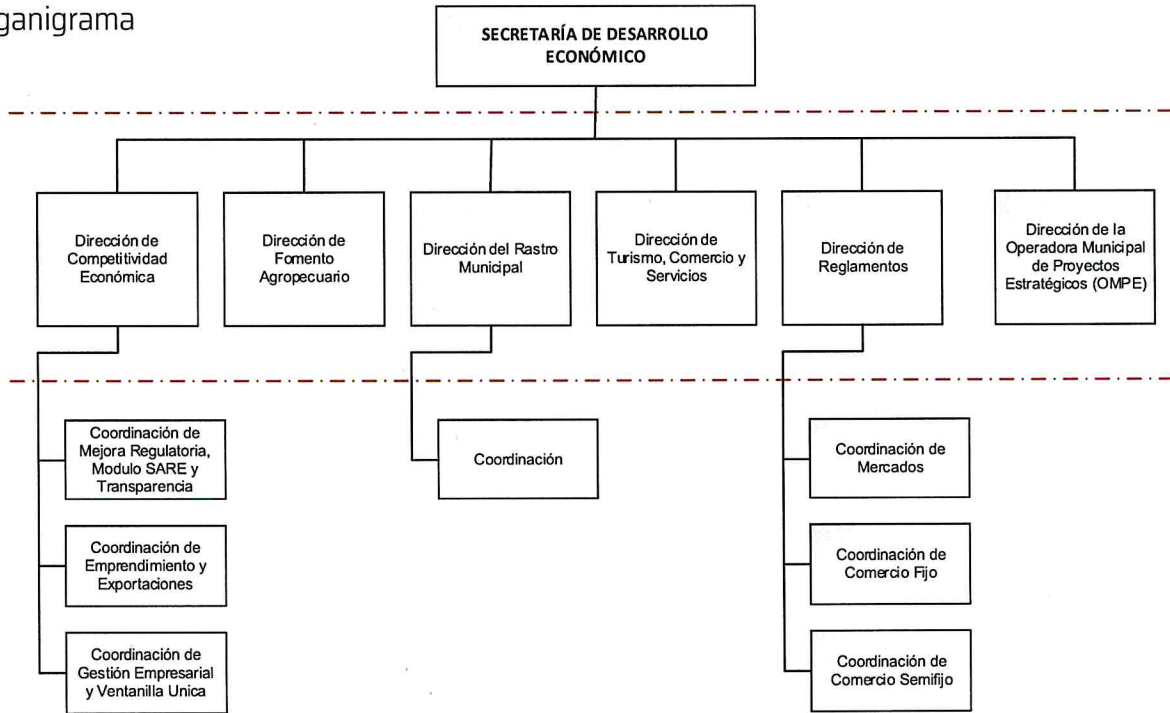 ganigrama
SECRETARÍA DE DESARROLLO
ECONÓMICO
Dirección de
Competitividad
Económica
Dirección de
Fomento
Agropecuario
Dirección del Rastro
Municipal
Dirección de
Turismo, Comercio y
Servicios
Dirección de
Reglamentos
Dirección de la
Operadora Municipal
de Proyectos
Estratégicos (OMPE)
Coordinación de
Mejora Regulatoria,
Modulo SARE y
Transparencia
Coordinación de
Emprendimiento y
Exportaciones
Coordinación de
Gestión Empresarial
y Ventanilla Unica
Coordinación
Coordinación de
Mercados
Coordinación de
Comercio Fijo
Coordinación de
Comercio Semifijo